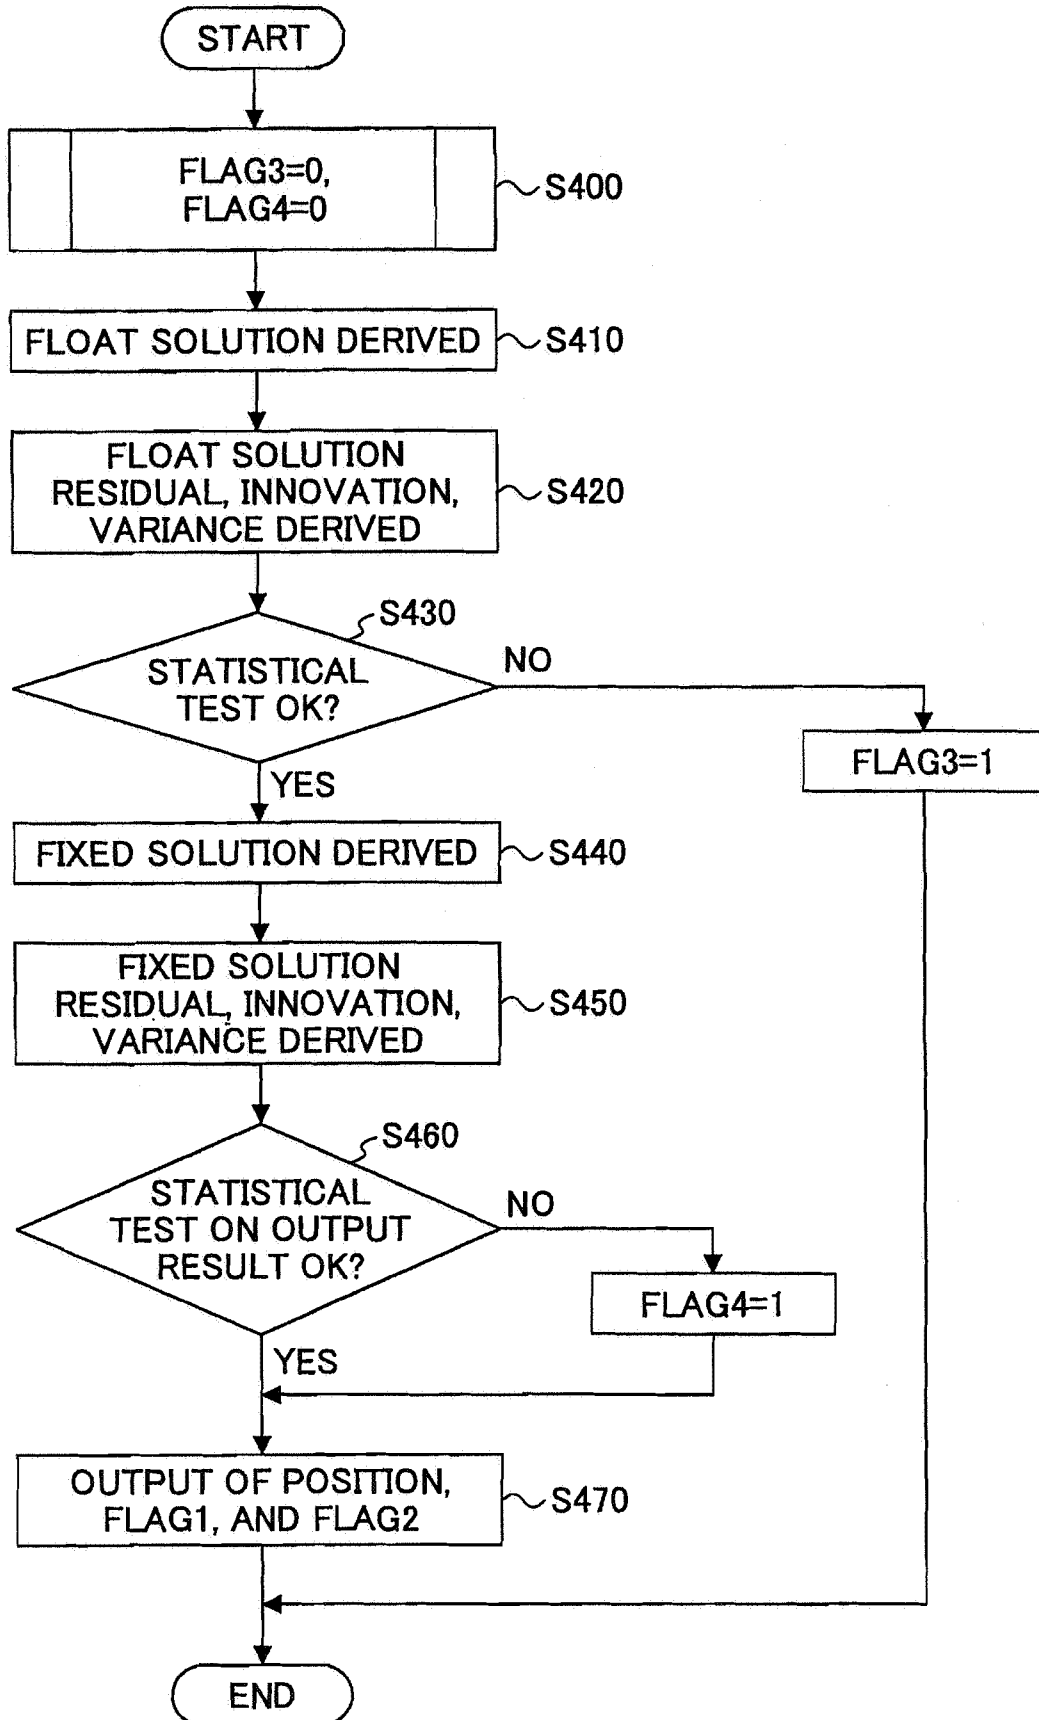 START
FLAG3=0,
FLAG4=0
S400
FLOAT SOLUTION DERIVED
S410
FLOAT SOLUTION
RESIDUAL, INNOVATION,
VARIANCE DERIVED
S420
S430
STATISTICAL
TEST OK?
NO
FLAG3=1
YES
FIXED SOLUTION DERIVED
S440
FIXED SOLUTION
RESIDUAL, INNOVATION,
VARIANCE DERIVED
S450
S460
STATISTICAL
TEST ON OUTPUT
RESULT OK?
NO
FLAG4=1
YES
OUTPUT OF POSITION,
FLAG1, AND FLAG2
S470
END